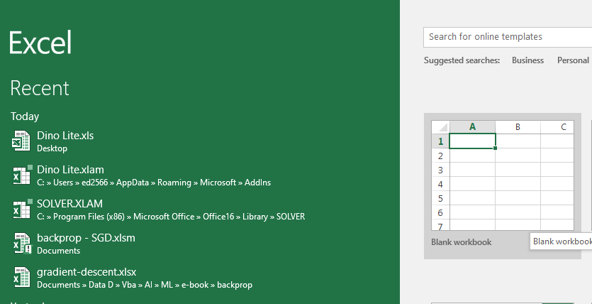 Excel
Recent
Today
Dino Lite.xls
Desktop
Dino Lite.xlam
C: » Users » ed2566 » AppData » Roaming » Microsoft » AddIns
SOLVER.XLAM
C: » Program Files (x86) » Microsoft Office » Office16 » Library » SOLVER
backprop - SGD.xlsm
Documents
gradient-descent.xlsx
Documents » Data D » Vba » AI » ML » e-book » backprop
Search for online templates
Suggested searches: Business Personal
A B C
1
2
3
4
5
6
7
Blank workbook
Blank workbook